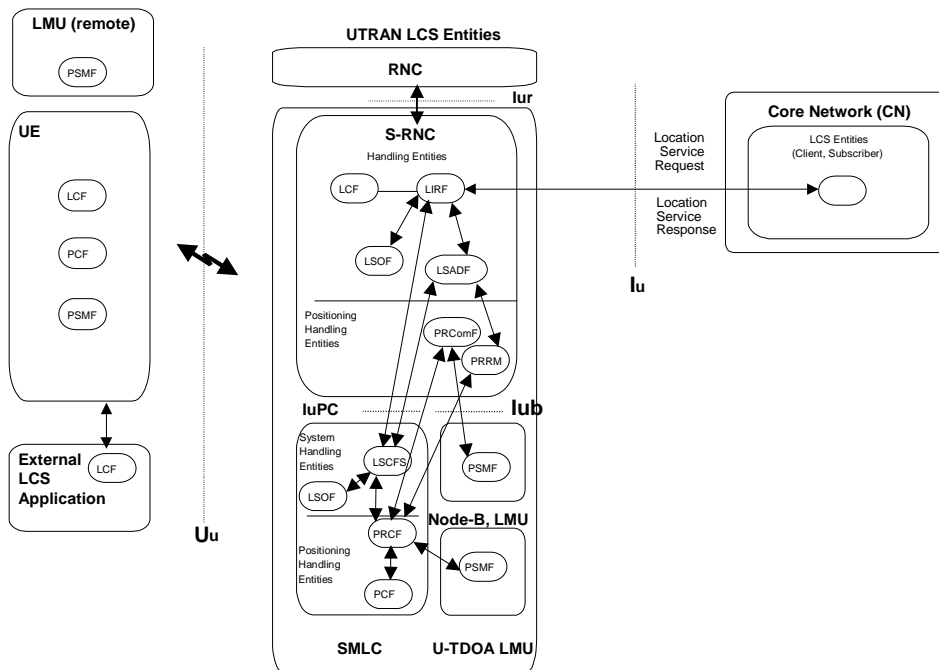 LMU (remote)
PSMF
UE
LCF
PCF
PSMF
External
LCS
Application
LCF
Uu
UTRAN LCS Entities
RNC
Iur
S-RNC
Handling Entities
LCF
LIRF
LSOF
LSADF
Positioning
Handling
Entities
PRComF
PRRM
IuPC
Iub
System
Handling
Entities
LSCFS
LSOF
PSMF
Node-B, LMU
PRCF
Positioning
Handling
Entities
PSMF
PCF
SMLC
U-TDOA LMU
Location
Service
Request
Location
Service
Response
Iu
Core Network (CN)
LCS Entities
(Client, Subscriber)